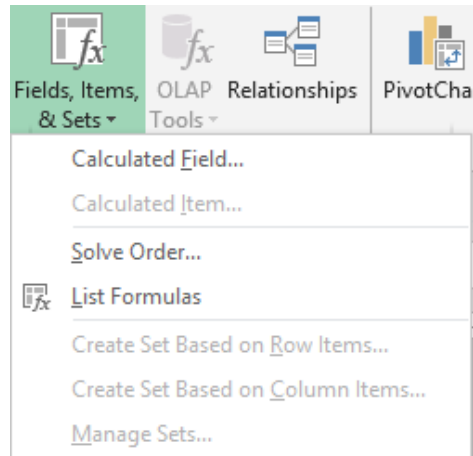 Fields, Items, & Sets
OLAP Tools
Relationships
PivotCha
Calculated Field...
Calculated Item...
Solve Order...
fx List Formulas
Create Set Based on Row Items...
Create Set Based on Column Items...
Manage Sets...